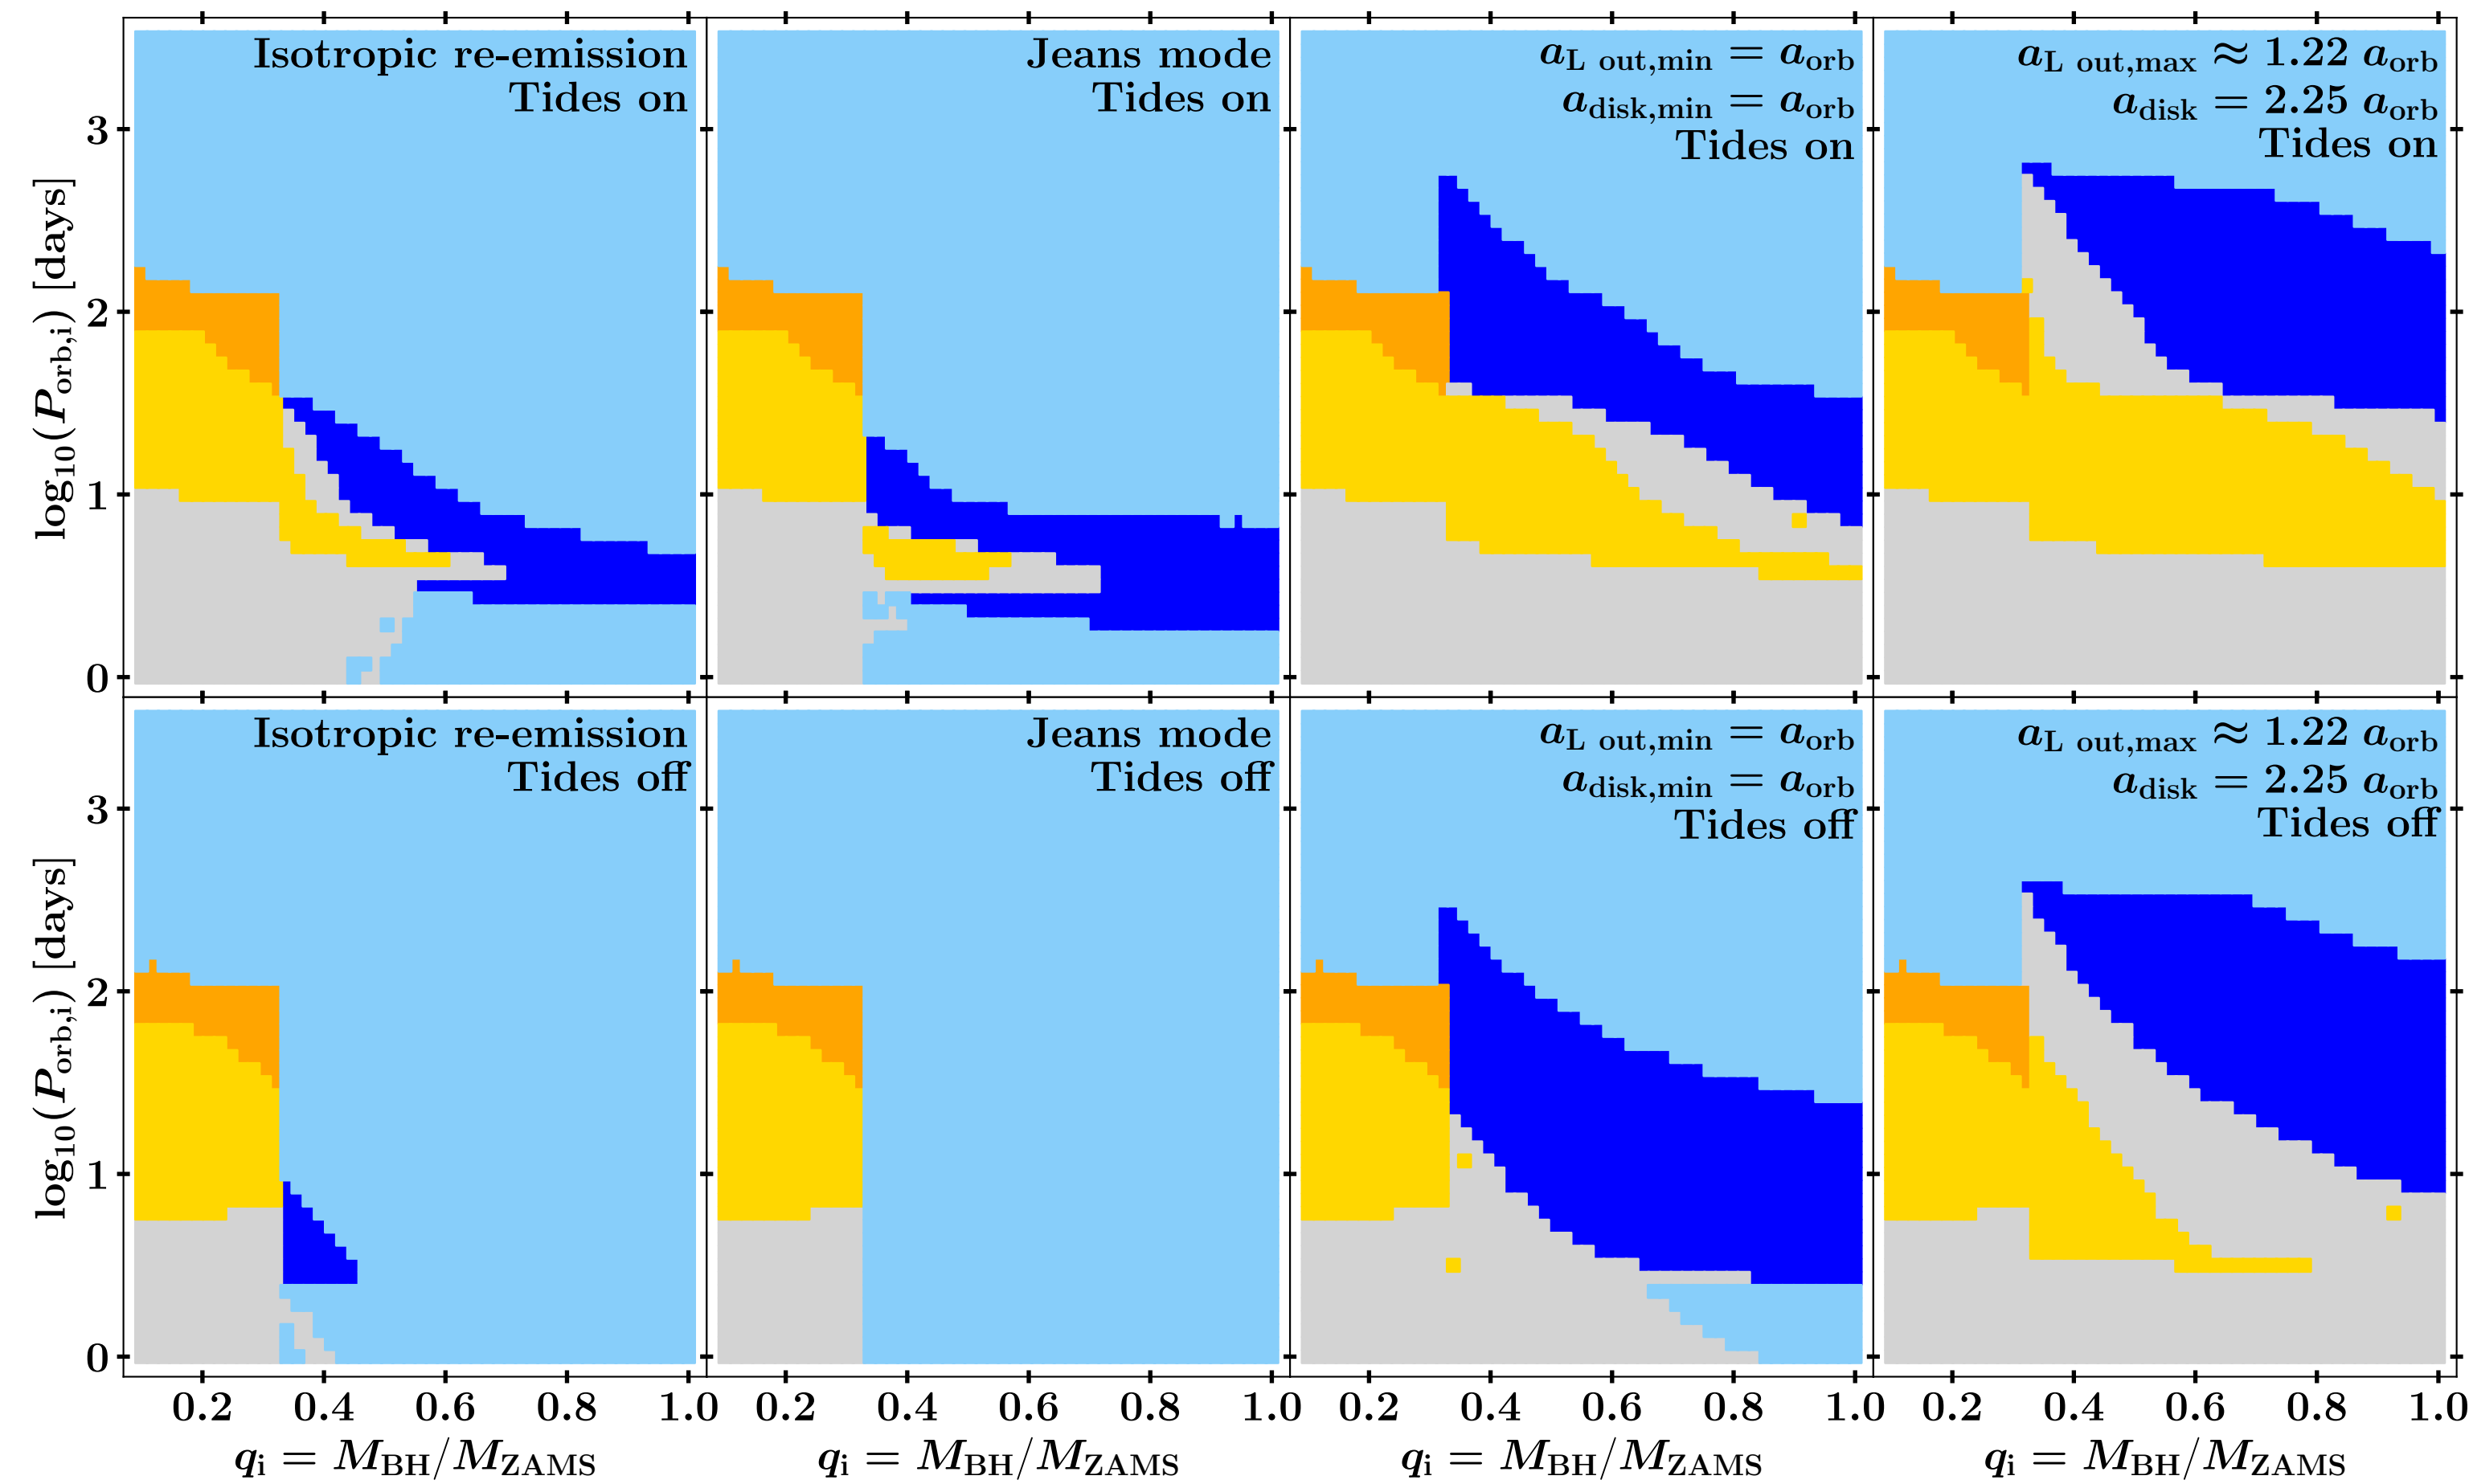 Isotropic re-emission
Tides on
Jeans mode
Tides on
a_L out,min = a_orb
a_disk,min = a_orb
Tides on
a_L out,max ≈ 1.22 a_orb
a_disk = 2.25 a_orb
Tides on
log₁₀(P_orb,i) [days]
3
2
1
0
Isotropic re-emission
Tides off
Jeans mode
Tides off
a_L out,min = a_orb
a_disk,min = a_orb
Tides off
a_L out,max ≈ 1.22 a_orb
a_disk = 2.25 a_orb
Tides off
log₁₀(P_orb,i) [days]
3
2
1
0
0.2 0.4 0.6 0.8 1.0 0.2 0.4 0.6 0.8 1.0 0.2 0.4 0.6 0.8 1.0 0.2 0.4 0.6 0.8 1.0
q_i = M_BH/M_ZAMS q_i = M_BH/M_ZAMS q_i = M_BH/M_ZAMS q_i = M_BH/M_ZAMS